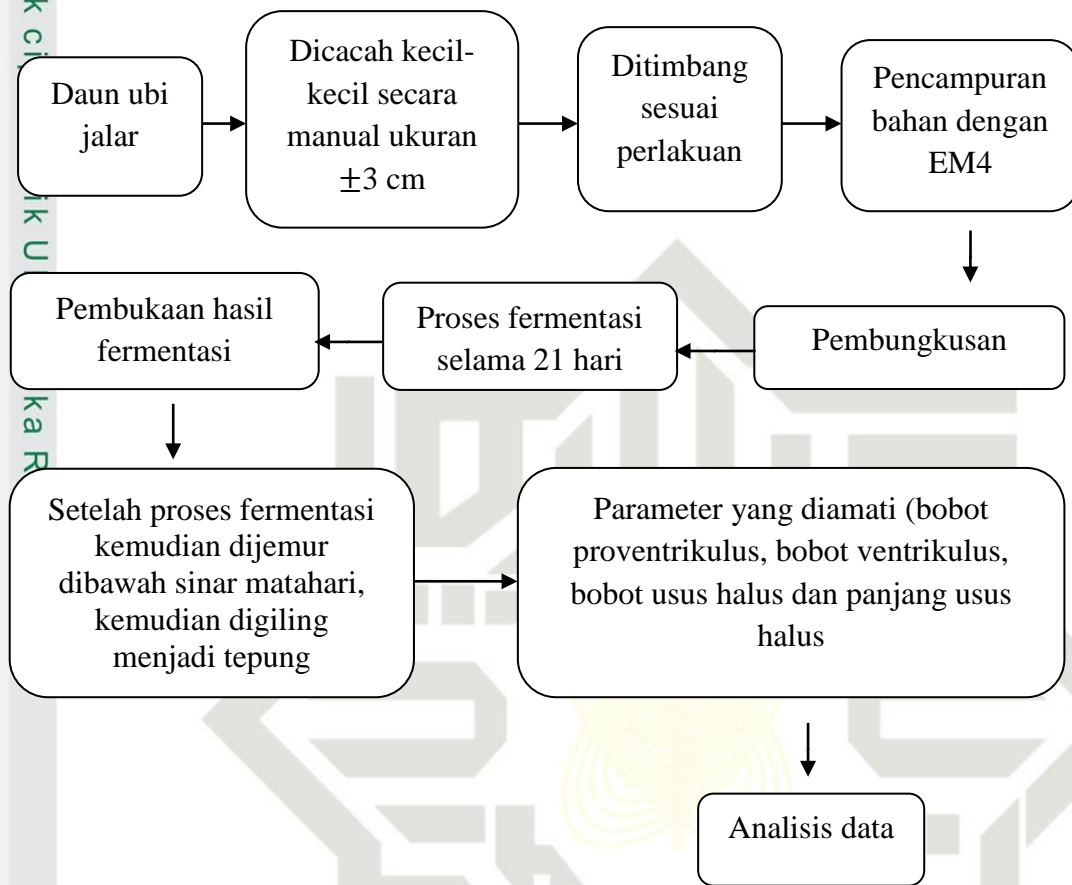 Daun ubi
jalar
Dicacah kecil-
kecil secara
manual ukuran
±3 cm
Ditimbang
sesuai
perlakuan
Pencampuran
bahan dengan
EM4
Pembungkusan
Proses fermentasi
selama 21 hari
Pembukaan hasil
fermentasi
Setelah proses fermentasi
kemudian dijemur
dibawah sinar matahari,
kemudian digiling
menjadi tepung
Parameter yang diamati (bobot
proventrikulus, bobot ventrikulus,
bobot usus halus dan panjang usus
halus
Analisis data